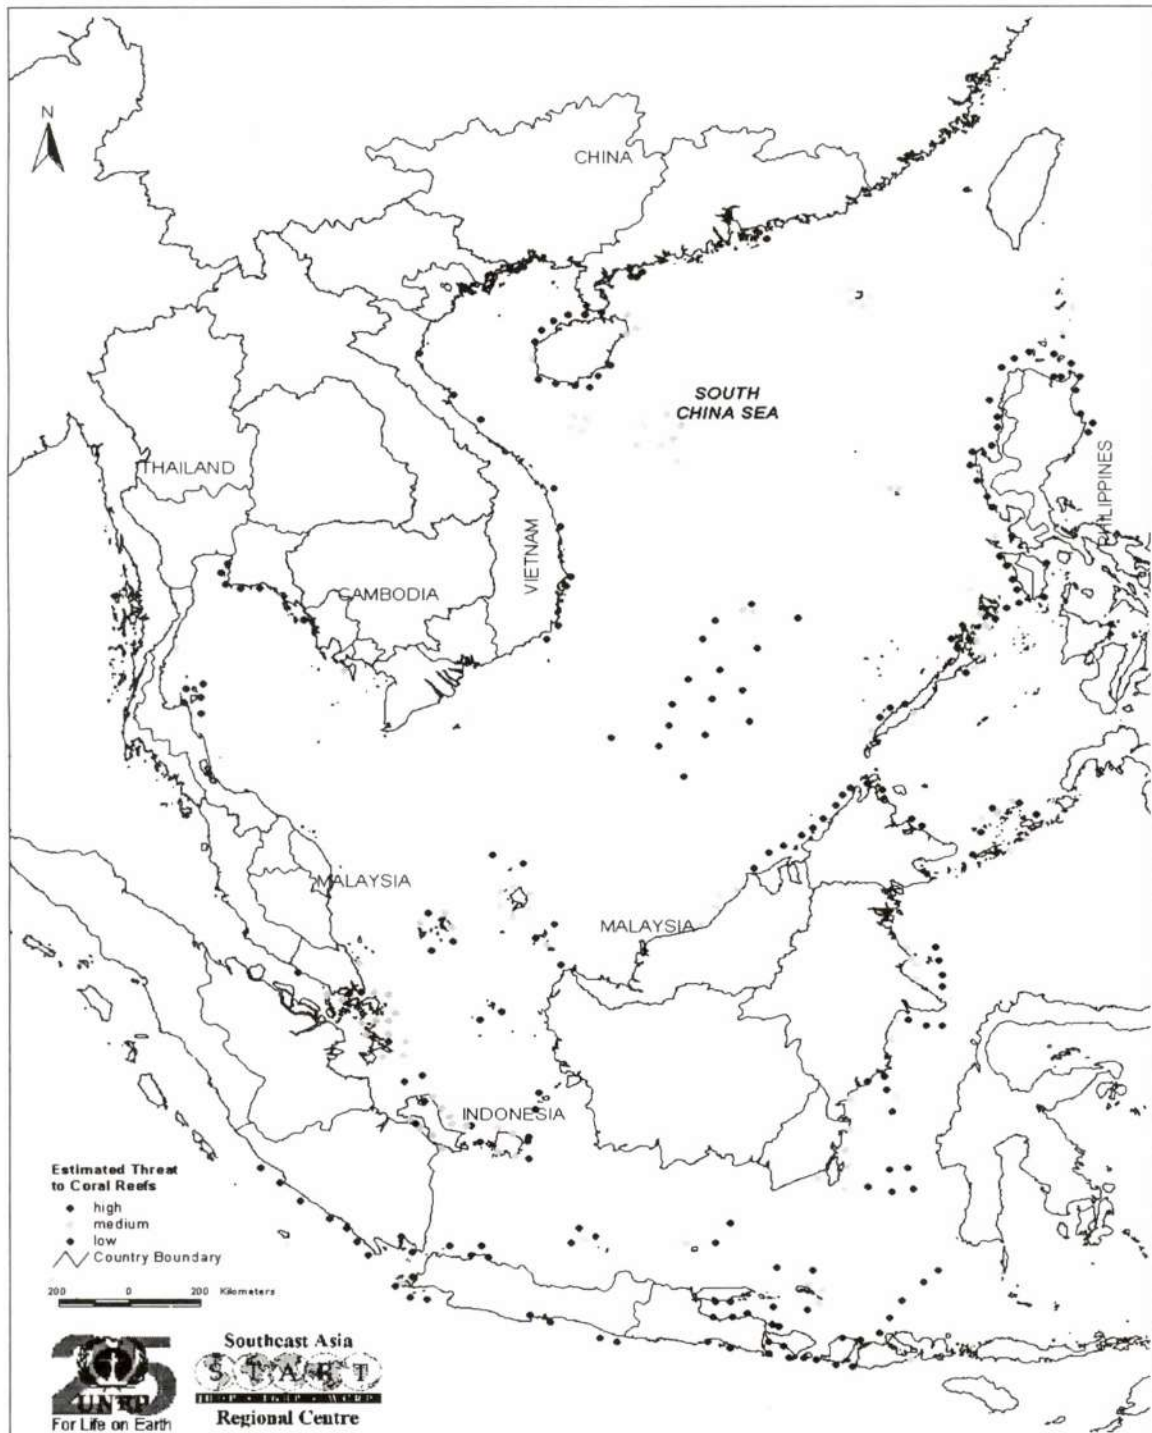 N
CHINA
SOUTH
CHINA SEA
THAILAND
PHILIPPINES
VIETNAM
CAMBODIA
MALAYSIA
MALAYSIA
INDONESIA
Estimated Threat
to Coral Reefs
high
medium
low
Country Boundary
200 0 200 Kilometers
25
UNEP
For Life on Earth
Southeast Asia
START
Regional Centre